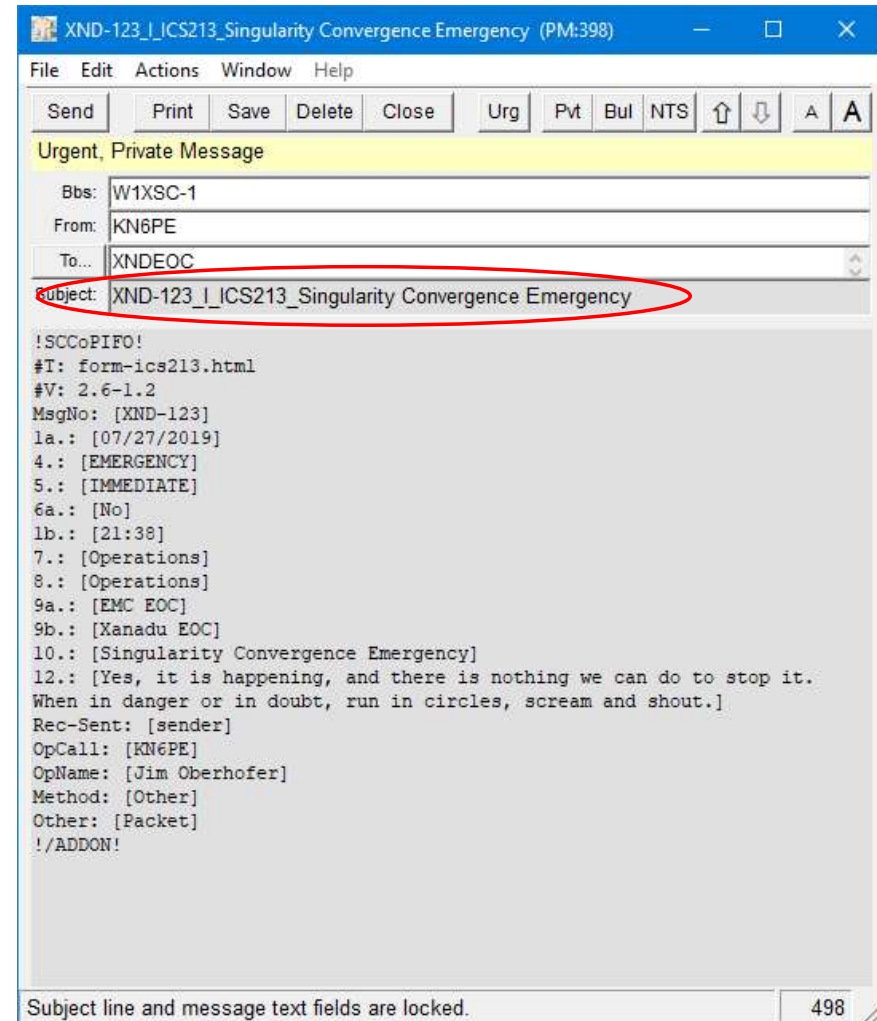 XND-123_I_ICS213_Singularity Convergence Emergency (PM:398)
File Edit Actions Window Help
Send Print Save Delete Close Urg Pvt Bul NTS A A
Urgent, Private Message
Bbs: W1XSC-1
From: KN6PE
To... XNDEOC
Subject: XND-123_I_ICS213_Singularity Convergence Emergency
!SCCoPIFO!
#T: form-ics213.html
#V: 2.6-1.2
MsgNo: [XND-123]
1a.: [07/27/2019]
4.: [EMERGENCY]
5.: [IMMEDIATE]
6a.: [No]
1b.: [21:38]
7.: [Operations]
8.: [Operations]
9a.: [EMC EOC]
9b.: [Xanadu EOC]
10.: [Singularity Convergence Emergency]
12.: [Yes, it is happening, and there is nothing we can do to stop it.
When in danger or in doubt, run in circles, scream and shout.]
Rec-Sent: [sender]
OpCall: [KN6PE]
OpName: [Jim Oberhofer]
Method: [Other]
Other: [Packet]
!/ADDON!
Subject line and message text fields are locked. 498